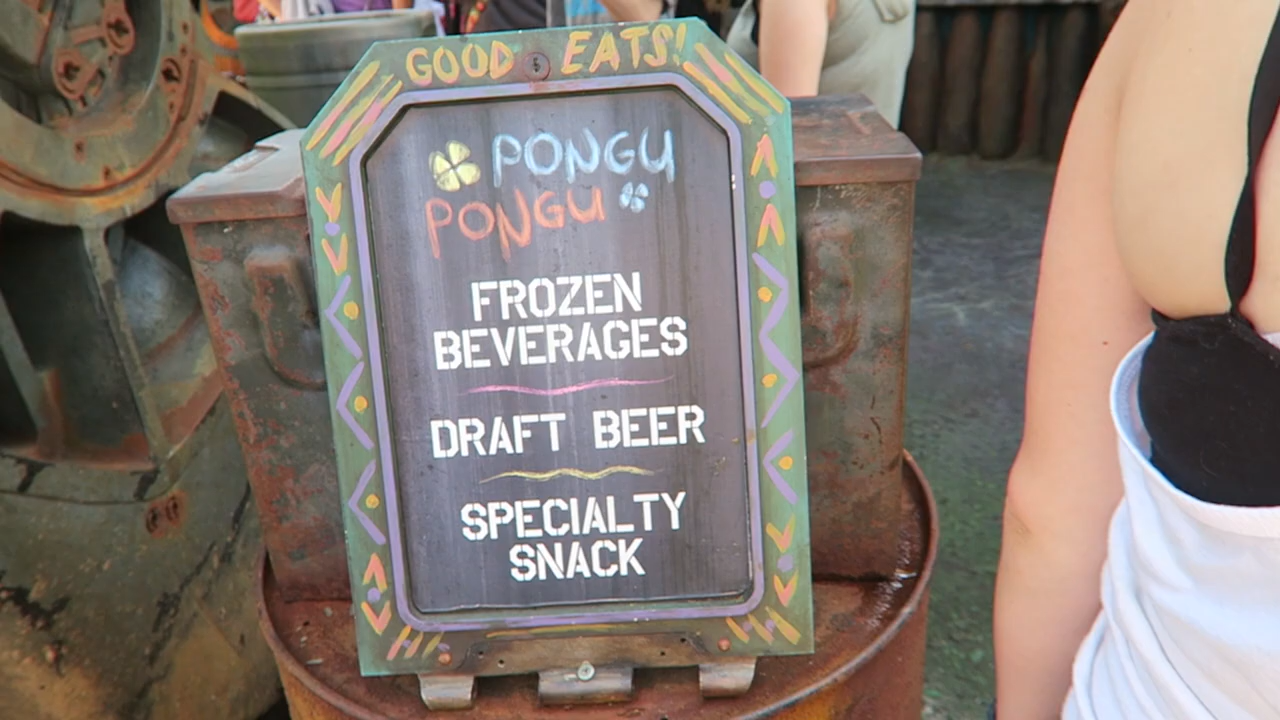 GOOD EATS!
PONGU
PONGU
FROZEN
BEVERAGES
DRAFT BEER
SPECIALTY
SNACK